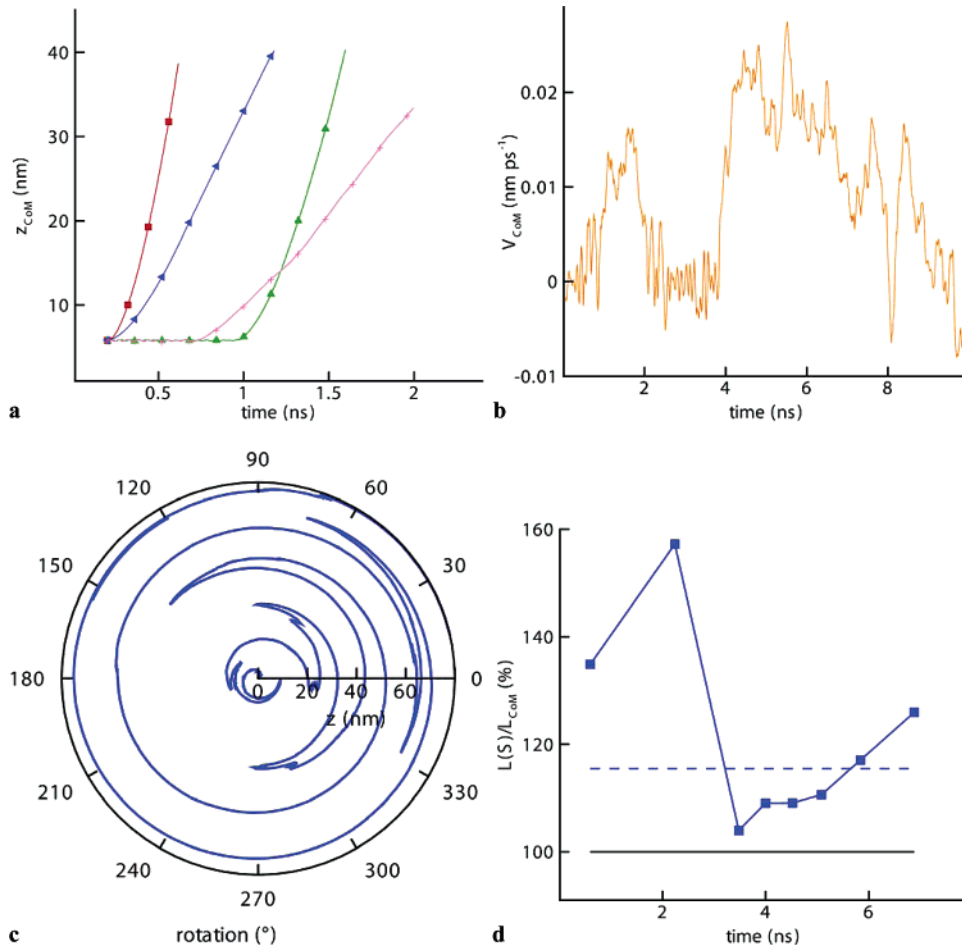 40
30
20
10
z_CoM (nm)
0.5 1 1.5 2
time (ns)
a
0.02
0.01
0
-0.01
V_CoM (nm ps⁻¹)
2 4 6 8
time (ns)
b
90
120 60
150 30
180 0
0 20 40 60
z (nm)
210 330
240 300
270
rotation (°)
c
160
140
120
100
L(S)/L_CoM (%)
2 4 6
time (ns)
d